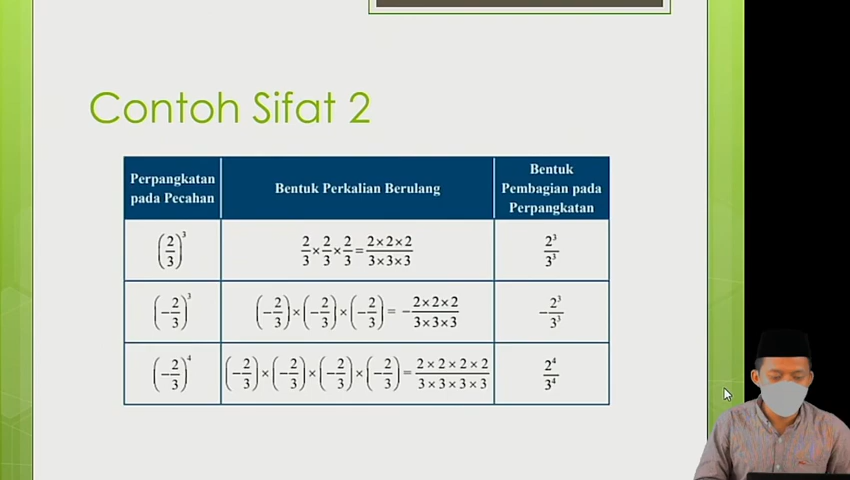 Contoh Sifat 2
Perpangkatan
pada Pecahan
Bentuk Perkalian Berulang
Bentuk
Pembagian pada
Perpangkatan
(2/3)³
2/3 × 2/3 × 2/3 = (2×2×2)/(3×3×3)
2³/3³
(-2/3)³
(-2/3) × (-2/3) × (-2/3) = -(2×2×2)/(3×3×3)
-2³/3³
(-2/3)⁴
(-2/3) × (-2/3) × (-2/3) × (-2/3) = (2×2×2×2)/(3×3×3×3)
2⁴/3⁴